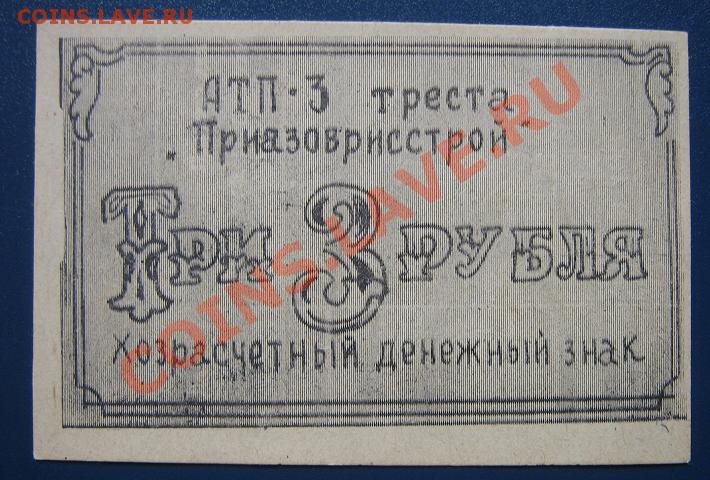 COINS.LAVE.RU
АТП-3 треста
"Приазоврисстрой"
Три 3 рубля
Хозрасчетный денежный знак
COINS.LAVE.RU